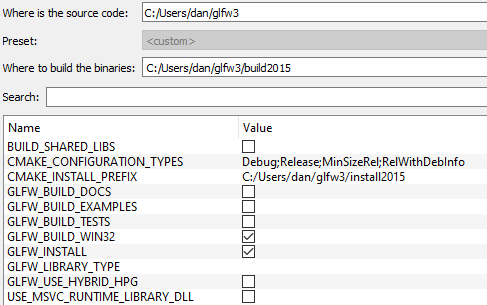 Where is the source code: C:/Users/dan/glfw3
Preset: <custom>
Where to build the binaries: C:/Users/dan/glfw3/build2015
Search:
Name Value
BUILD_SHARED_LIBS
CMAKE_CONFIGURATION_TYPES Debug;Release;MinSizeRel;RelWithDebInfo
CMAKE_INSTALL_PREFIX C:/Users/dan/glfw3/install2015
GLFW_BUILD_DOCS
GLFW_BUILD_EXAMPLES
GLFW_BUILD_TESTS
GLFW_BUILD_WIN32
GLFW_INSTALL
GLFW_LIBRARY_TYPE
GLFW_USE_HYBRID_HPG
USE_MSVC_RUNTIME_LIBRARY_DLL